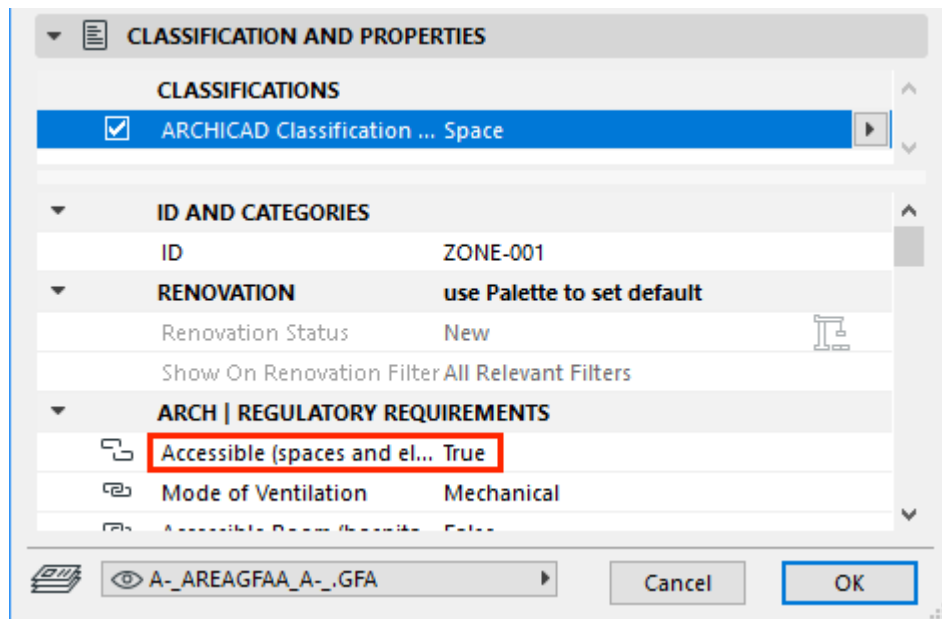 CLASSIFICATION AND PROPERTIES
CLASSIFICATIONS
ARCHICAD Classification ... Space
ID AND CATEGORIES
ID ZONE-001
RENOVATION use Palette to set default
Renovation Status New
Show On Renovation Filter All Relevant Filters
ARCH | REGULATORY REQUIREMENTS
Accessible (spaces and el... True
Mode of Ventilation Mechanical
A-_AREAGFAA_A-_.GFA Cancel OK